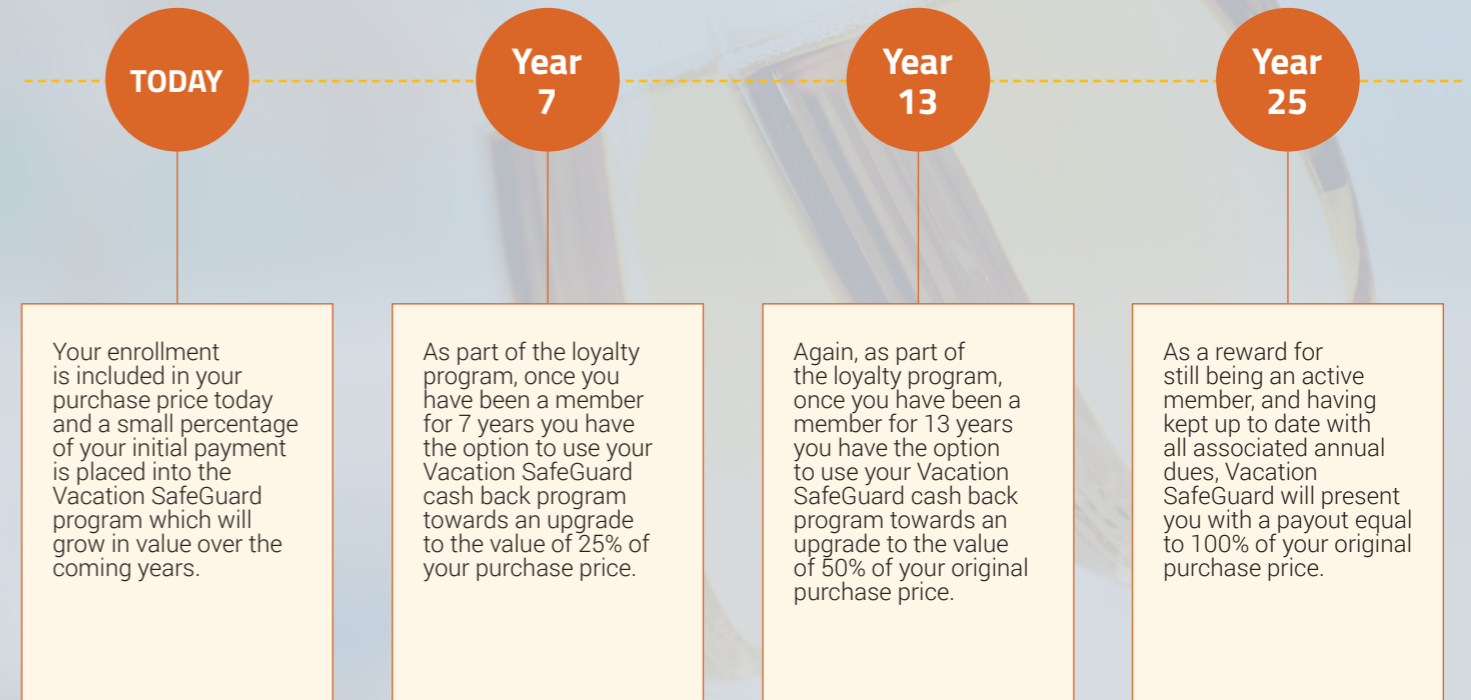 TODAY
Your enrollment
is included in your
purchase price today
and a small percentage
of your initial payment
is placed into the
Vacation SafeGuard
program which will
grow in value over the
coming years.
Year
7
As part of the loyalty
program, once you
have been a member
for 7 years you have
the option to use your
Vacation SafeGuard
cash back program
towards an upgrade
to the value of 25% of
your purchase price.
Year
13
Again, as part of
the loyalty program,
once you have been a
member for 13 years
you have the option
to use your Vacation
SafeGuard cash back
program towards an
upgrade to the value
of 50% of your original
purchase price.
Year
25
As a reward for
still being an active
member, and having
kept up to date with
all associated annual
dues, Vacation
SafeGuard will present
you with a payout equal
to 100% of your original
purchase price.